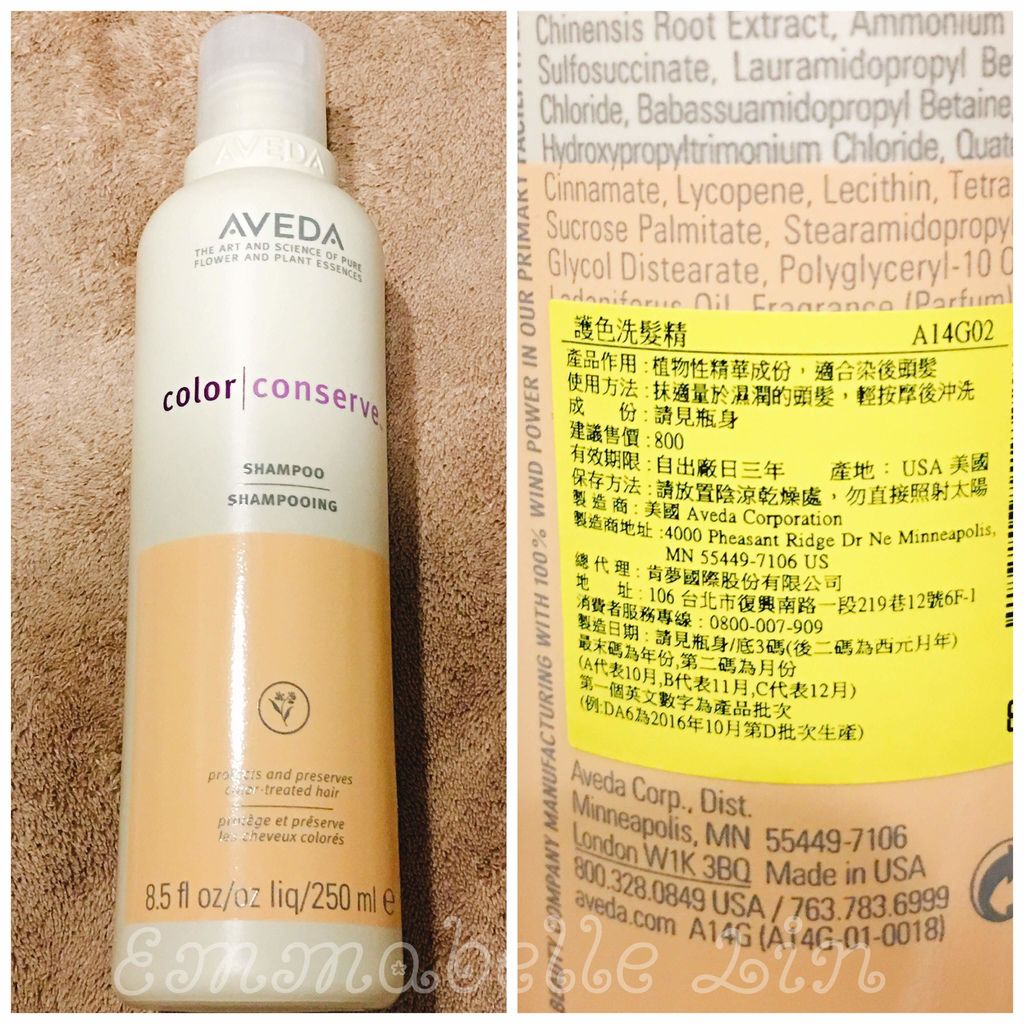 AVEDA
AVEDA
THE ART AND SCIENCE OF PURE
FLOWER AND PLANT ESSENCES
color|conserve™
SHAMPOO
SHAMPOOING
protects and preserves
color-treated hair
protège et préserve
les cheveux colorés
8.5 fl oz/oz liq/250 ml e
Chinensis Root Extract, Ammonium
Sulfosuccinate, Lauramidopropyl Be
Chloride, Babassuamidopropyl Betaine,
Hydroxypropyltrimonium Chloride, Quate
Cinnamate, Lycopene, Lecithin, Tetra
Sucrose Palmitate, Stearamidopropy
Glycol Distearate, Polyglyceryl-10 O
Ladaniferus Oil, Fragrance (Parfum)
BEAUTY COMPANY MANUFACTURING WITH 100% WIND POWER IN OUR PRIMARY FACILI
護色洗髮精 A14G02
產品作用:植物性精華成份,適合染後頭髮
使用方法:抹適量於濕潤的頭髮,輕按摩後沖洗
成 份:請見瓶身
建議售價:800
有效期限:自出廠日三年 產地:USA 美國
保存方法:請放置陰涼乾燥處,勿直接照射太陽
製造商:美國 Aveda Corporation
製造商地址:4000 Pheasant Ridge Dr Ne Minneapolis,
MN 55449-7106 US
總代理:肯夢國際股份有限公司
地 址:106 台北市復興南路一段219巷12號6F-1
消費者服務專線:0800-007-909
製造日期:請見瓶身/底3碼(後二碼為西元月年)
最末碼為年份,第二碼為月份
(A代表10月,B代表11月,C代表12月)
第一個英文數字為產品批次
(例:DA6為2016年10月第D批次生產)
Aveda Corp., Dist.
Minneapolis, MN 55449-7106
London W1K 3BQ Made in USA
800.328.0849 USA / 763.783.6999
aveda.com A14G (A14G-01-0018)
Emmabelle Lin